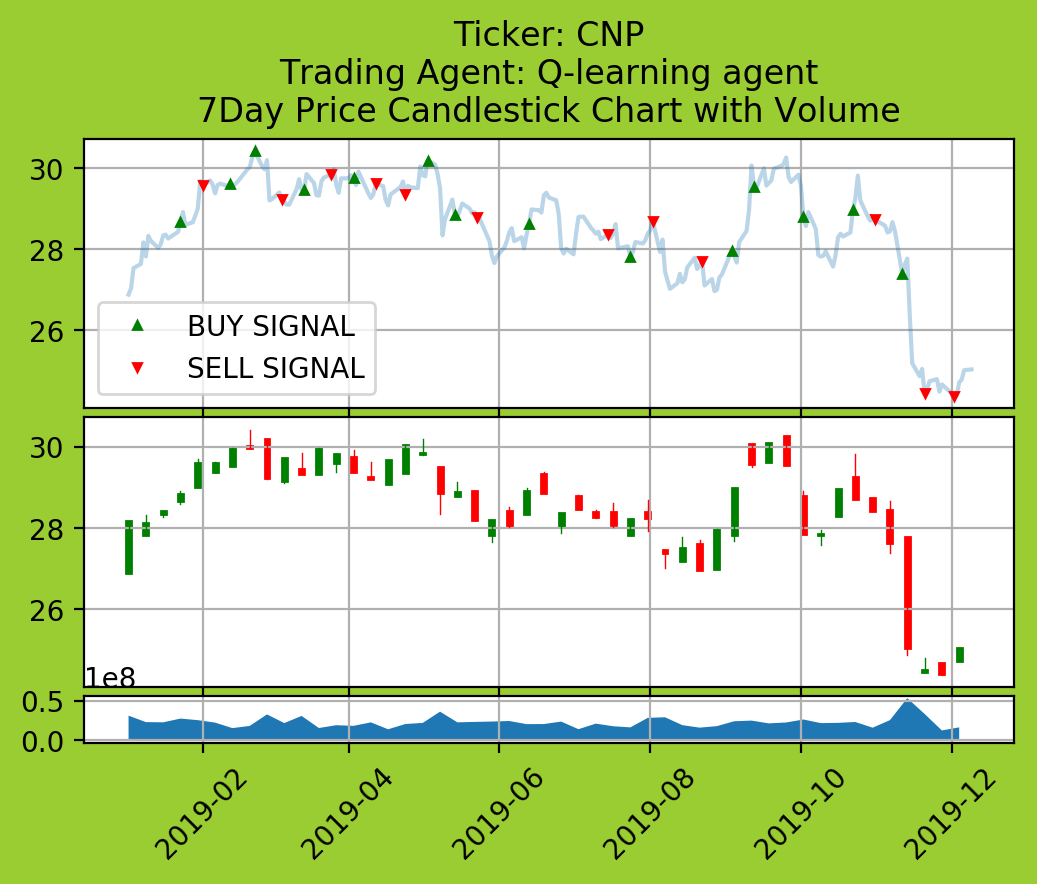 Ticker: CNP
Trading Agent: Q-learning agent
7Day Price Candlestick Chart with Volume
30
28
26
BUY SIGNAL
SELL SIGNAL
30
28
26
1e8
0.5
0.0
2019-02
2019-04
2019-06
2019-08
2019-10
2019-12